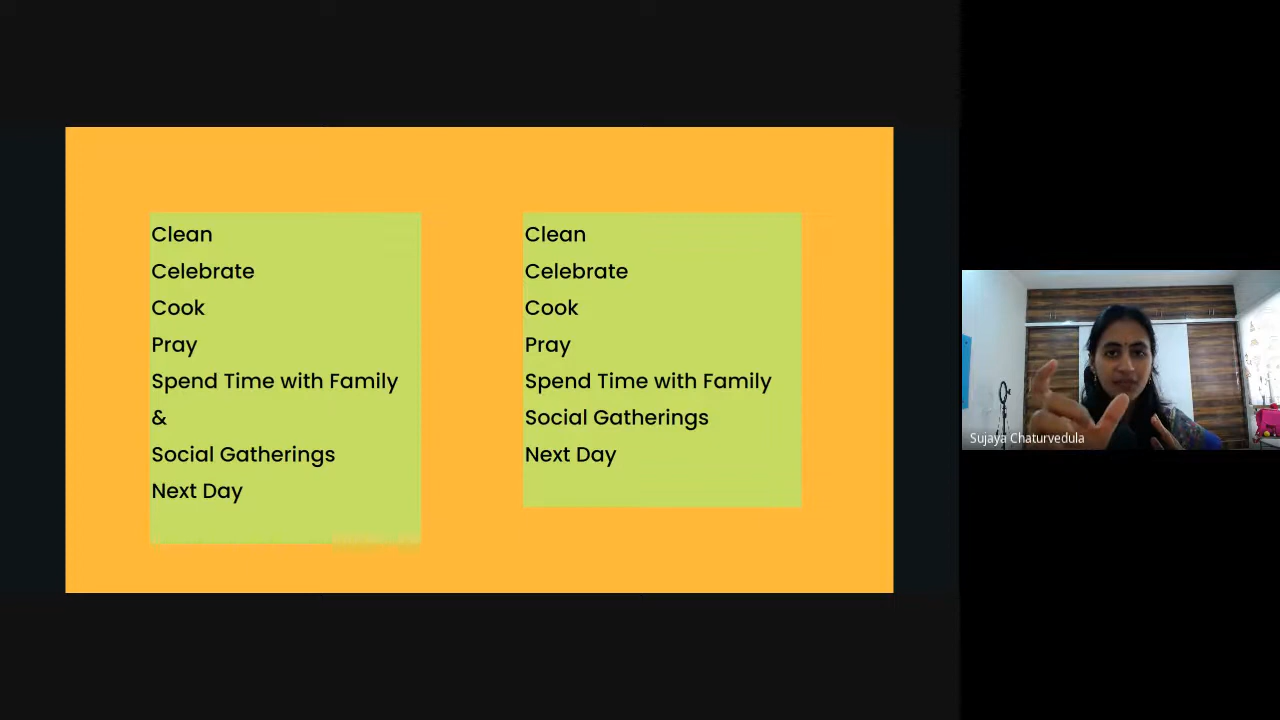 Clean
Celebrate
Cook
Pray
Spend Time with Family
&
Social Gatherings
Next Day
Clean
Celebrate
Cook
Pray
Spend Time with Family
Social Gatherings
Next Day
Sujaya Chaturvedula